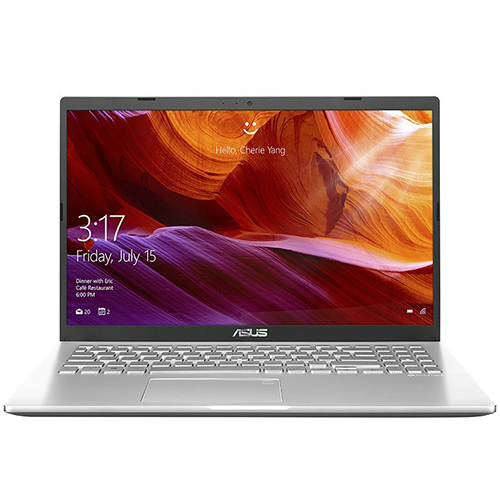 Hello, Cherie Yang
3:17
Friday, July 15
Dinner with Eric
Café Restaurant
6:00 PM
20
2
ASUS